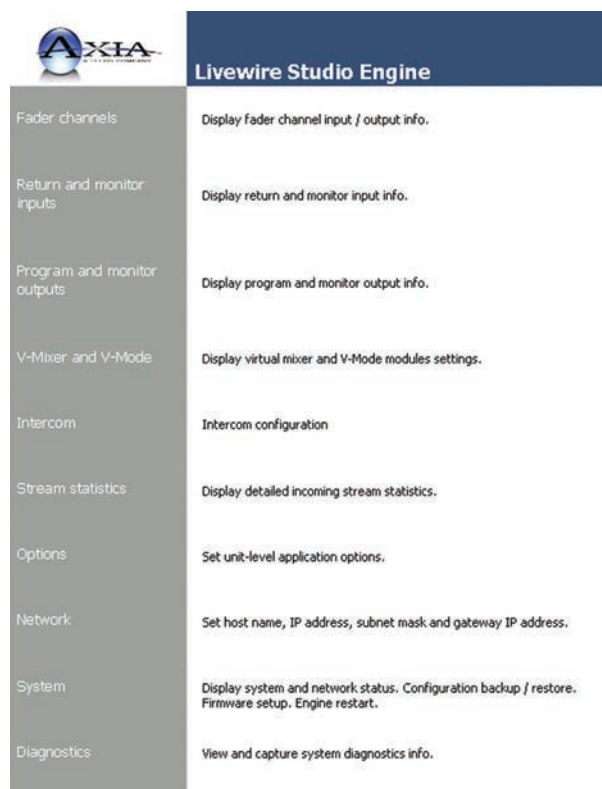 AXIA
Livewire Studio Engine
Fader channels
Display fader channel input / output info.
Return and monitor
inputs
Display return and monitor input info.
Program and monitor
outputs
Display program and monitor output info.
V-Mixer and V-Mode
Display virtual mixer and V-Mode modules settings.
Intercom
Intercom configuration
Stream statistics
Display detailed incoming stream statistics.
Options
Set unit-level application options.
Network
Set host name, IP address, subnet mask and gateway IP address.
System
Display system and network status. Configuration backup / restore.
Firmware setup. Engine restart.
Diagnostics
View and capture system diagnostics info.